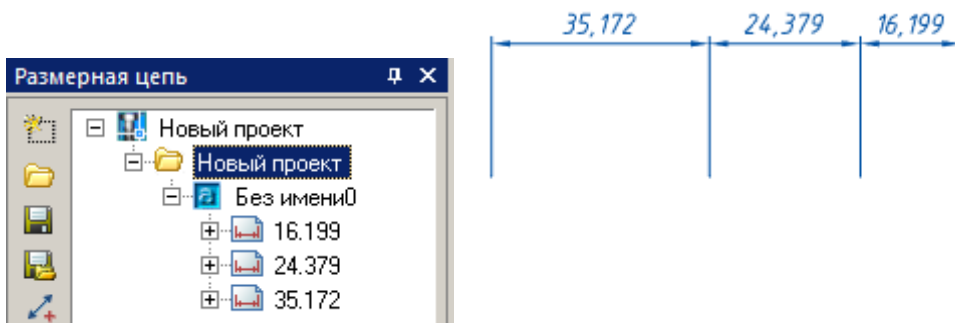 35,172 24,379 16,199
Размерная цепь
Новый проект
Новый проект
Без имени0
16.199
24.379
35.172